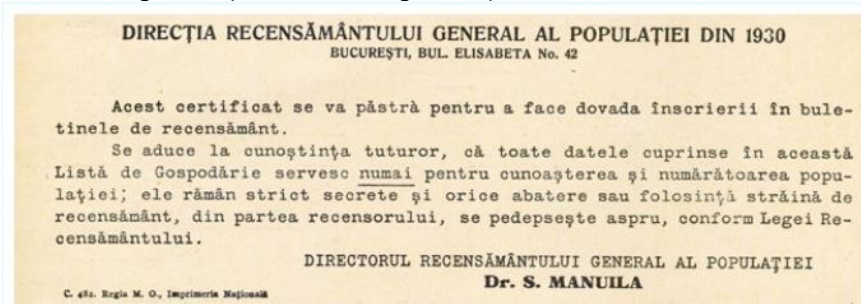 DIRECȚIA RECENSĂMÂNTULUI GENERAL AL POPULAȚIEI DIN 1930
BUCUREȘTI, BUL. ELISABETA No. 42
Acest certificat se va păstrà pentru a face dovada înscrierii în bule-
tinele de recensământ.
Se aduce la cunoștința tuturor, că toate datele cuprinse în această
Listă de Gospodărie servesc numai pentru cunoașterea și numărătoarea popu-
lației; ele rămân strict secrete și orice abatere sau folosință străină de
recensământ, din partea recensorului, se pedepsește aspru, conform Legei Re-
censământului.
DIRECTORUL RECENSĂMÂNTULUI GENERAL AL POPULAȚIEI
Dr. S. MANUILA
C. 482. Regia M. O., Imprimeria Națională